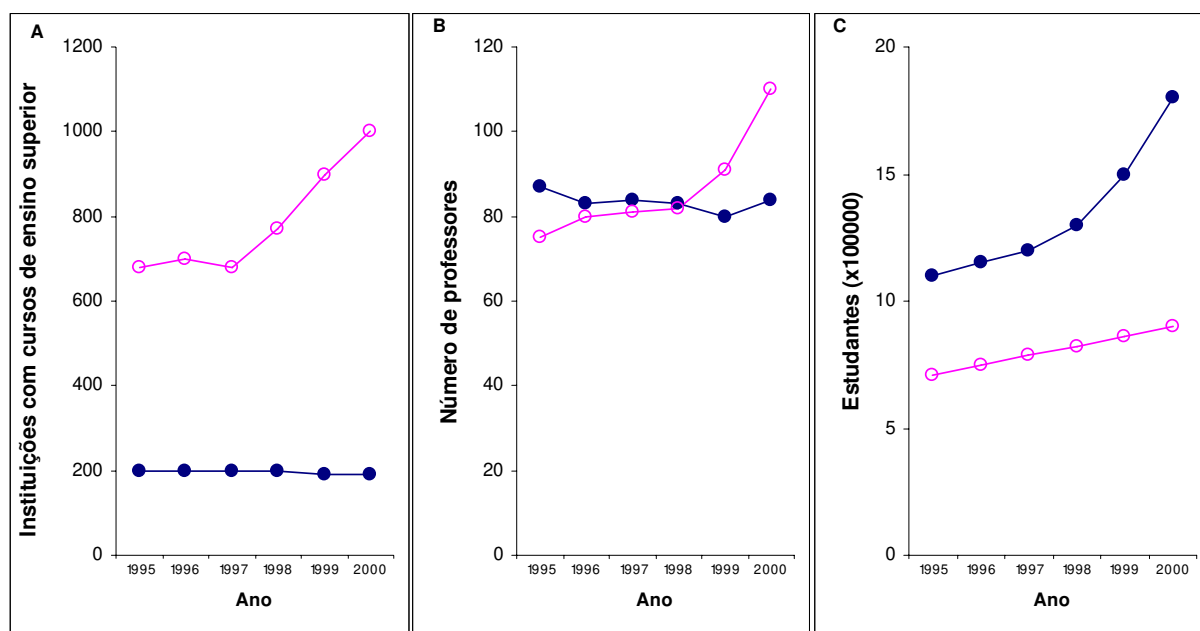 A
Instituições com cursos de ensino superior
1200
1000
800
600
400
200
0
1995 1996 1997 1998 1999 2000
Ano
B
Número de professores
120
100
80
60
40
20
0
1995 1996 1997 1998 1999 2000
Ano
C
Estudantes (x100000)
20
15
10
5
0
1995 1996 1997 1998 1999 2000
Ano